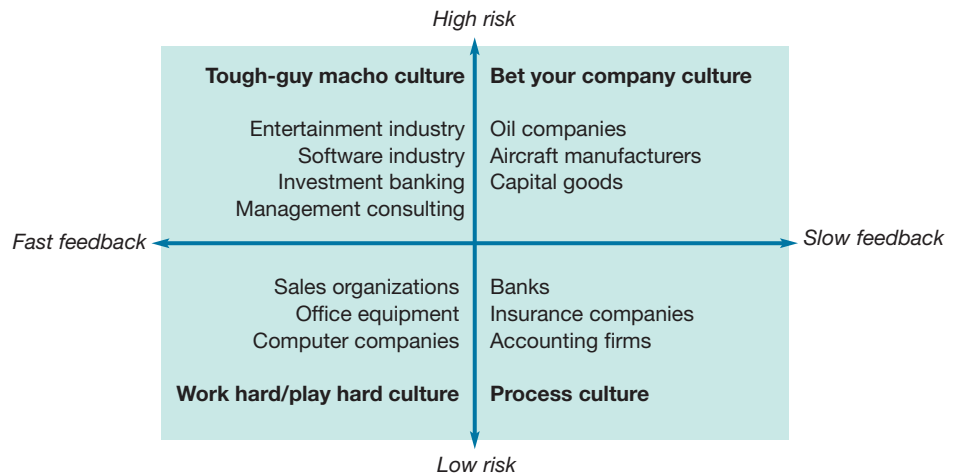 High risk
Tough-guy macho culture
Entertainment industry
Software industry
Investment banking
Management consulting
Bet your company culture
Oil companies
Aircraft manufacturers
Capital goods
Fast feedback
Slow feedback
Sales organizations
Office equipment
Computer companies
Work hard/play hard culture
Banks
Insurance companies
Accounting firms
Process culture
Low risk